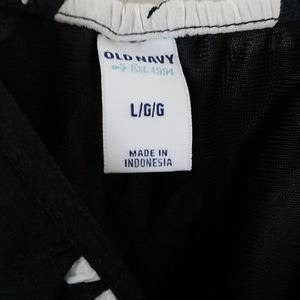 OLD NAVY
Est. 1994
L/G/G
MADE IN
INDONESIA